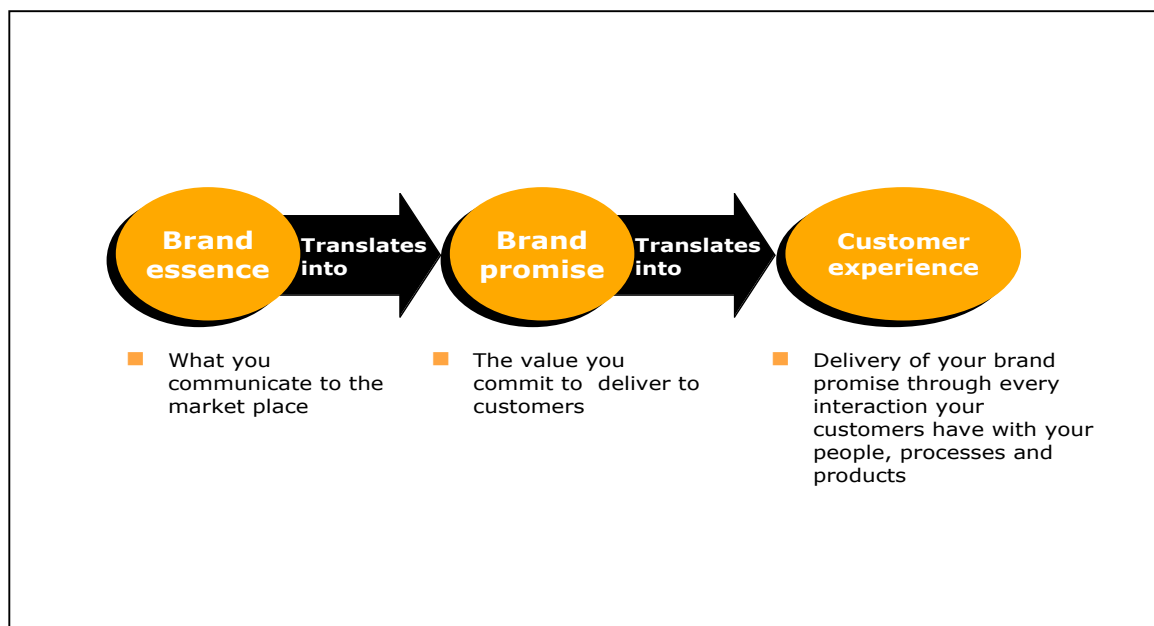 Brand
essence
Translates
into
Brand
promise
Translates
into
Customer
experience
What you
communicate to the
market place
The value you
commit to  deliver to
customers
Delivery of your brand
promise through every
interaction your
customers have with your
people, processes and
products